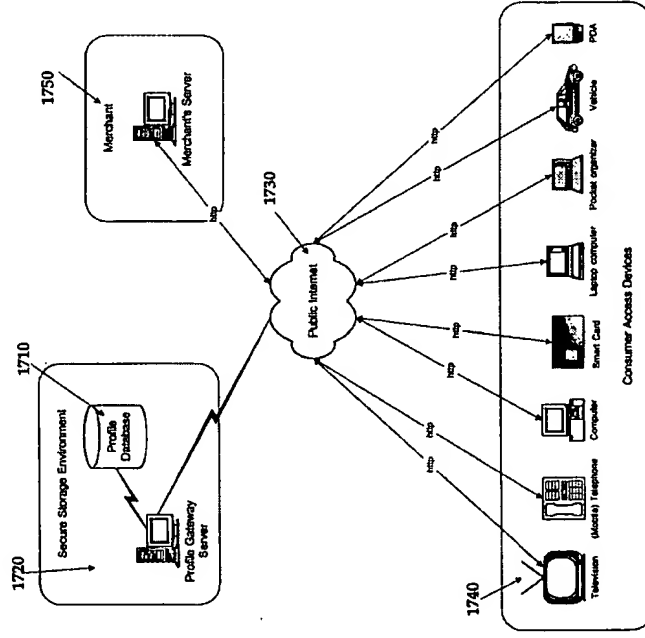 1720
1710
Secure Storage Environment
Profile
Database
Profile Gateway
Server
1750
Merchant
Merchant's Server
http
1730
Public Internet
http
http
http
http
http
http
http
http
1740
Television
(Mobile) Telephone
Computer
Smart Card
Laptop computer
Pocket organizer
Vehicle
PDA
Consumer Access Devices